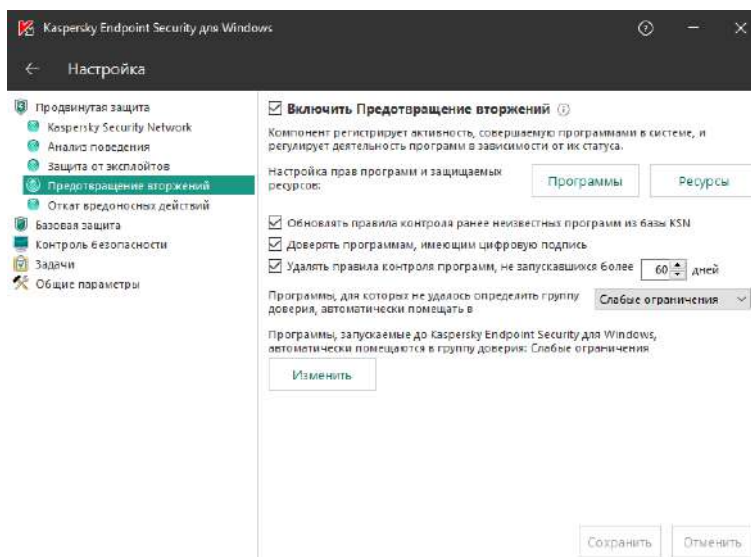 Kaspersky Endpoint Security для Windows
Настройка
Продвинутая защита
Kaspersky Security Network
Анализ поведения
Защита от эксплойтов
Предотвращение вторжений
Откат вредоносных действий
Базовая защита
Контроль безопасности
Задачи
Общие параметры
Включить Предотвращение вторжений
Компонент регистрирует активность, совершаемую программами в системе, и
регулирует деятельность программ в зависимости от их статуса.
Настройка прав программ и защищаемых
ресурсов:
Программы
Ресурсы
Обновлять правила контроля ранее неизвестных программ из базы KSN
Доверять программам, имеющим цифровую подпись
Удалять правила контроля программ, не запускавшихся более 60 дней
Программы, для которых не удалось определить группу
доверия, автоматически помещать в
Слабые ограничения
Программы, запускаемые до Kaspersky Endpoint Security для Windows,
автоматически помещаются в группу доверия: Слабые ограничения
Изменить
Сохранить
Отменить